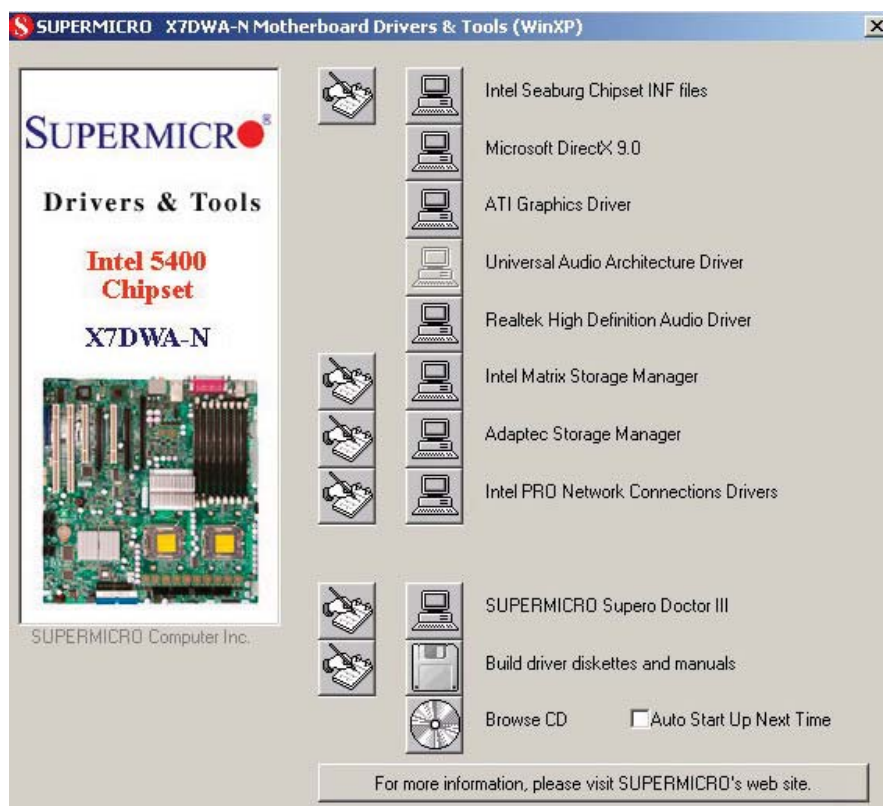 SUPERMICRO X7DWA-N Motherboard Drivers & Tools (WinXP)
SUPERMICRO®
Drivers & Tools
Intel 5400
Chipset
X7DWA-N
SUPERMICRO Computer Inc.
Intel Seaburg Chipset INF files
Microsoft DirectX 9.0
ATI Graphics Driver
Universal Audio Architecture Driver
Realtek High Definition Audio Driver
Intel Matrix Storage Manager
Adaptec Storage Manager
Intel PRO Network Connections Drivers
SUPERMICRO Supero Doctor III
Build driver diskettes and manuals
Browse CD Auto Start Up Next Time
For more information, please visit SUPERMICRO's web site.